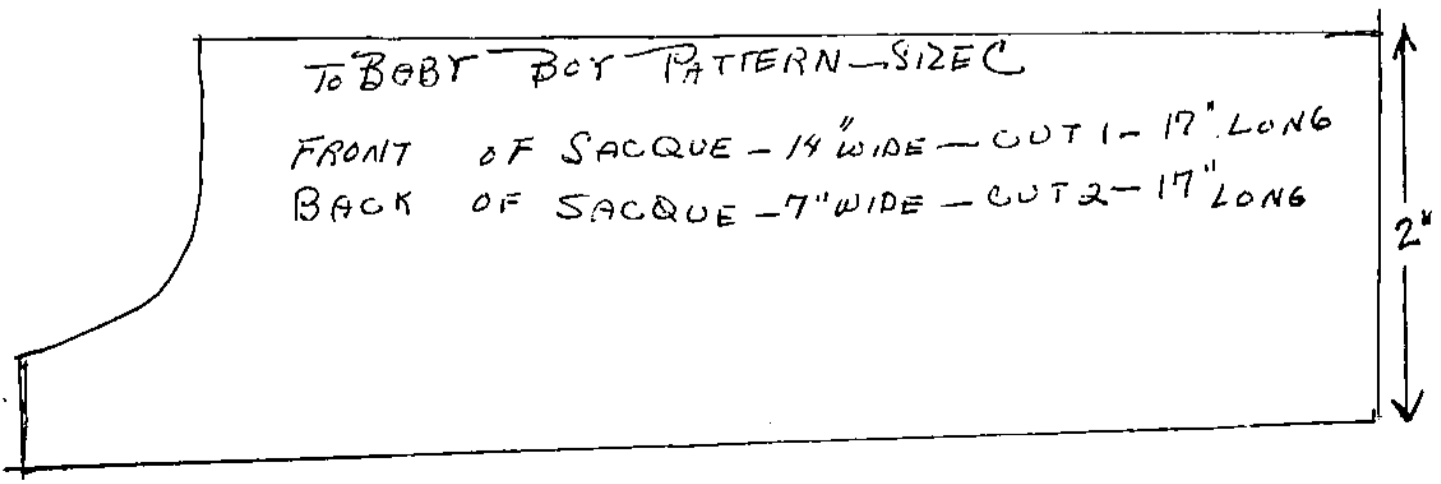 To BABY BOY PATTERN - SIZE C
FRONT OF SACQUE - 14" WIDE - CUT 1 - 17" LONG
BACK OF SACQUE - 7" WIDE - CUT 2 - 17" LONG
2"